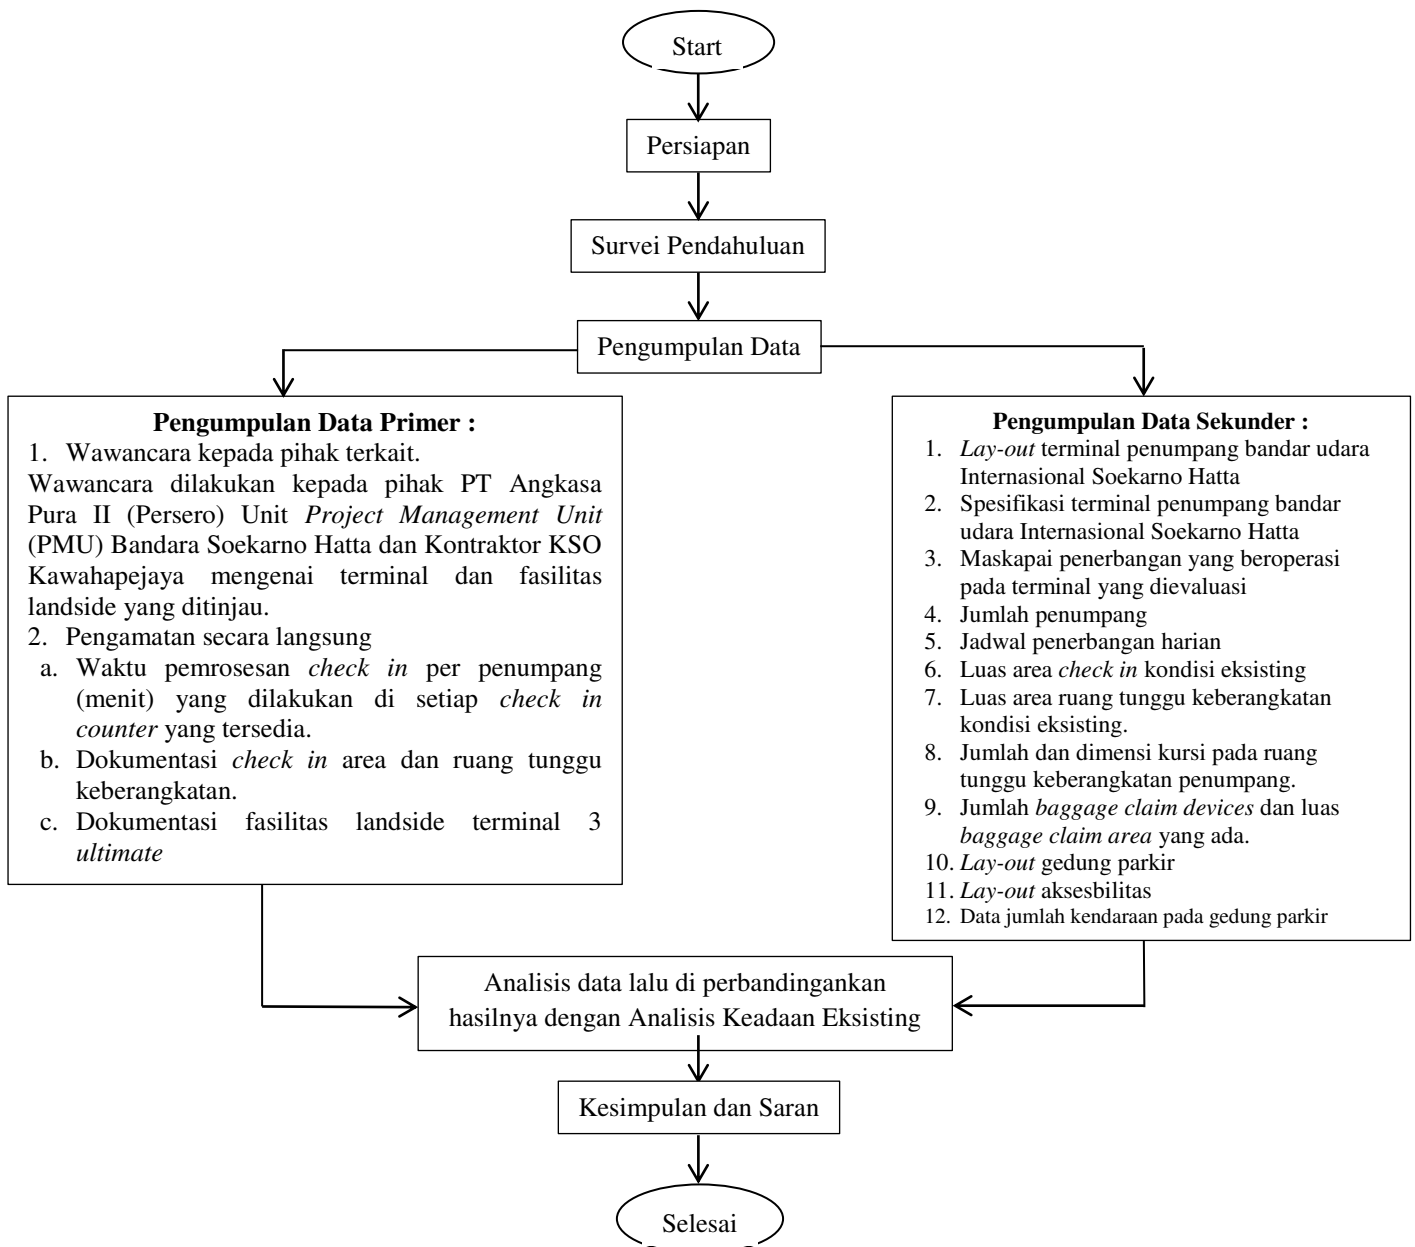 Start
Persiapan
Survei Pendahuluan
Pengumpulan Data
Pengumpulan Data Primer :
1. Wawancara kepada pihak terkait.
Wawancara dilakukan kepada pihak PT Angkasa
Pura II (Persero) Unit Project Management Unit
(PMU) Bandara Soekarno Hatta dan Kontraktor KSO
Kawahapejaya mengenai terminal dan fasilitas
landside yang ditinjau.
2. Pengamatan secara langsung
a. Waktu pemrosesan check in per penumpang
(menit) yang dilakukan di setiap check in
counter yang tersedia.
b. Dokumentasi check in area dan ruang tunggu
keberangkatan.
c. Dokumentasi fasilitas landside terminal 3
ultimate
Pengumpulan Data Sekunder :
1. Lay-out terminal penumpang bandar udara
Internasional Soekarno Hatta
2. Spesifikasi terminal penumpang bandar
udara Internasional Soekarno Hatta
3. Maskapai penerbangan yang beroperasi
pada terminal yang dievaluasi
4. Jumlah penumpang
5. Jadwal penerbangan harian
6. Luas area check in kondisi eksisting
7. Luas area ruang tunggu keberangkatan
kondisi eksisting.
8. Jumlah dan dimensi kursi pada ruang
tunggu keberangkatan penumpang.
9. Jumlah baggage claim devices dan luas
baggage claim area yang ada.
10. Lay-out gedung parkir
11. Lay-out aksesbilitas
12. Data jumlah kendaraan pada gedung parkir
Analisis data lalu di perbandingankan
hasilnya dengan Analisis Keadaan Eksisting
Kesimpulan dan Saran
Selesai